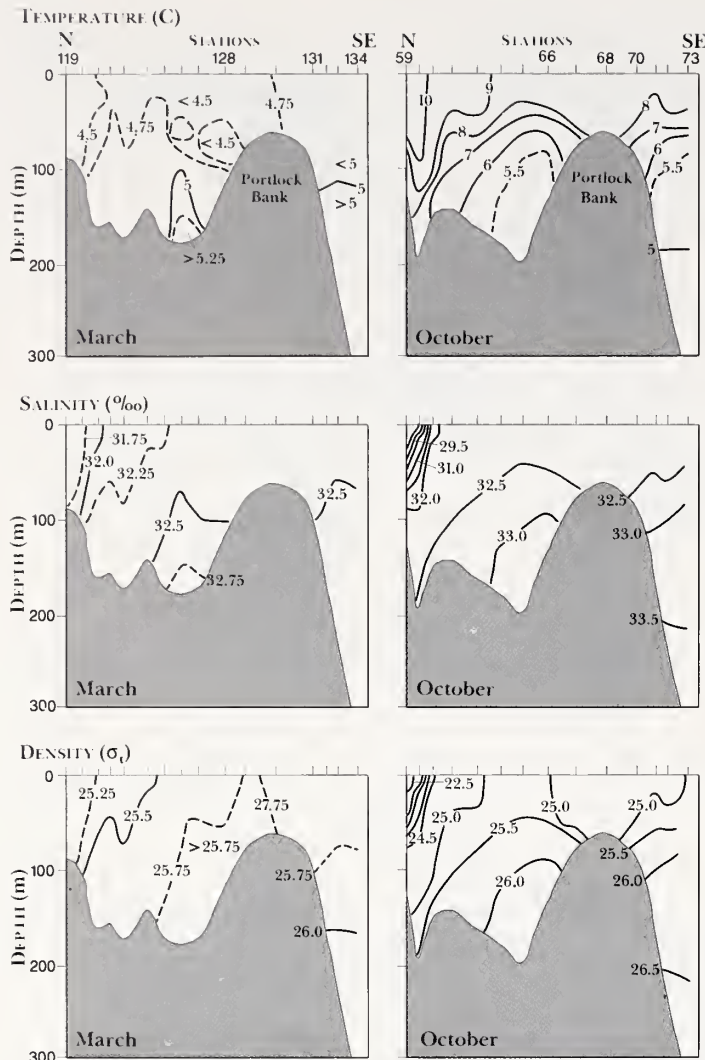 TEMPERATURE (C)
N STATIONS SE
119 128 131 134
0
100
200
300
DEPTH (m)
4.5 4.75 <4.5 <4.5 4.75
5
>5.25
<5
5
>5
Portlock
Bank
March
N STATIONS SE
59 66 68 70 73
10 9 8 7 6 5.5
8
7
6
5.5
5
Portlock
Bank
October
SALINITY (‰)
0
100
200
300
DEPTH (m)
31.75
32.0
32.25
32.5
32.75
32.5
March
29.5
31.0
32.0
32.5
33.0
32.5
33.0
33.5
October
DENSITY (σt)
0
100
200
300
DEPTH (m)
25.25
25.5
27.75
>25.75
25.75
25.75
26.0
March
22.5
25.0
24.5
25.5
26.0
25.0
25.0
25.5
26.0
26.5
October